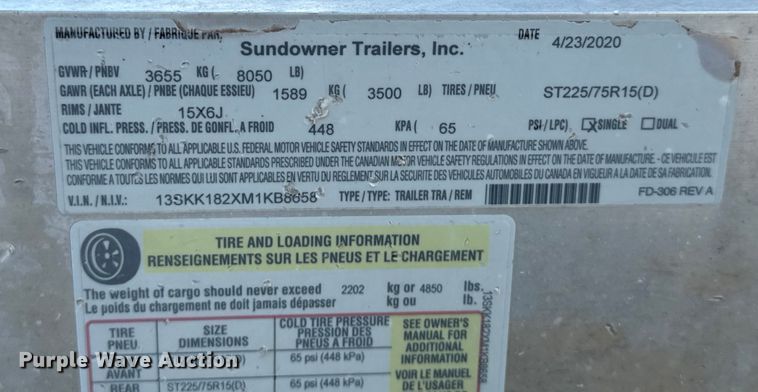 MANUFACTURED BY / FABRIQUE PAR:
Sundowner Trailers, Inc.
DATE 4/23/2020
GVWR / PNBV 3655 KG ( 8050 LB)
GAWR (EACH AXLE) / PNBE (CHAQUE ESSIEU) 1589 KG ( 3500 LB) TIRES / PNEU ST225/75R15(D)
RIMS / JANTE 15X6J
COLD INFL. PRESS. / PRESS. DE GONFL. A FROID 448 KPA ( 65 PSI / LPC) X SINGLE DUAL
THIS VEHICLE CONFORMS TO ALL APPLICABLE U.S. FEDERAL MOTOR VEHICLE SAFETY STANDARDS IN EFFECT ON THE DATE OF MANUFACTURE SHOWN ABOVE.
THIS VEHICLE CONFORMS TO ALL APPLICABLE STANDARDS PRESCRIBED UNDER THE CANADIAN MOTOR VEHICLE SAFETY REGULATIONS IN EFFECT ON THE DATE OF MANUFACTURE. - CE VEHICULE EST
CONFORME A TOUTES LES NORMES QUI LUI SONT APPLICABLES EN VERTU DU REGLEMENT SUR LA SECURITE DES VEHICULES AUTOMOBILES DU CANADA EN VIGUEUR A LA DATE DE SA FABRICATION.
V.I.N. / N.I.V.: 13SKK182XM1KB8658 TYPE / TYPE: TRAILER TRA / REM FD-306 REV A
TIRE AND LOADING INFORMATION
RENSEIGNEMENTS SUR LES PNEUS ET LE CHARGEMENT
The weight of cargo should never exceed 2202 kg or 4850 lbs.
Le poids du chargement ne doit jamais dépasser kg ou lb.
13SKK182XM1KB8658
TIRE PNEU SIZE DIMENSIONS COLD TIRE PRESSURE PRESSION DES PNEUS A FROID
SEE OWNER'S MANUAL FOR ADDITIONAL INFORMATION
65 psi (448 kPa)
AVANT
VOIR LE MANUEL DE L'USAGER
REAR ST225/75R15(D) 65 psi (448 kPa)
Purple Wave Auction